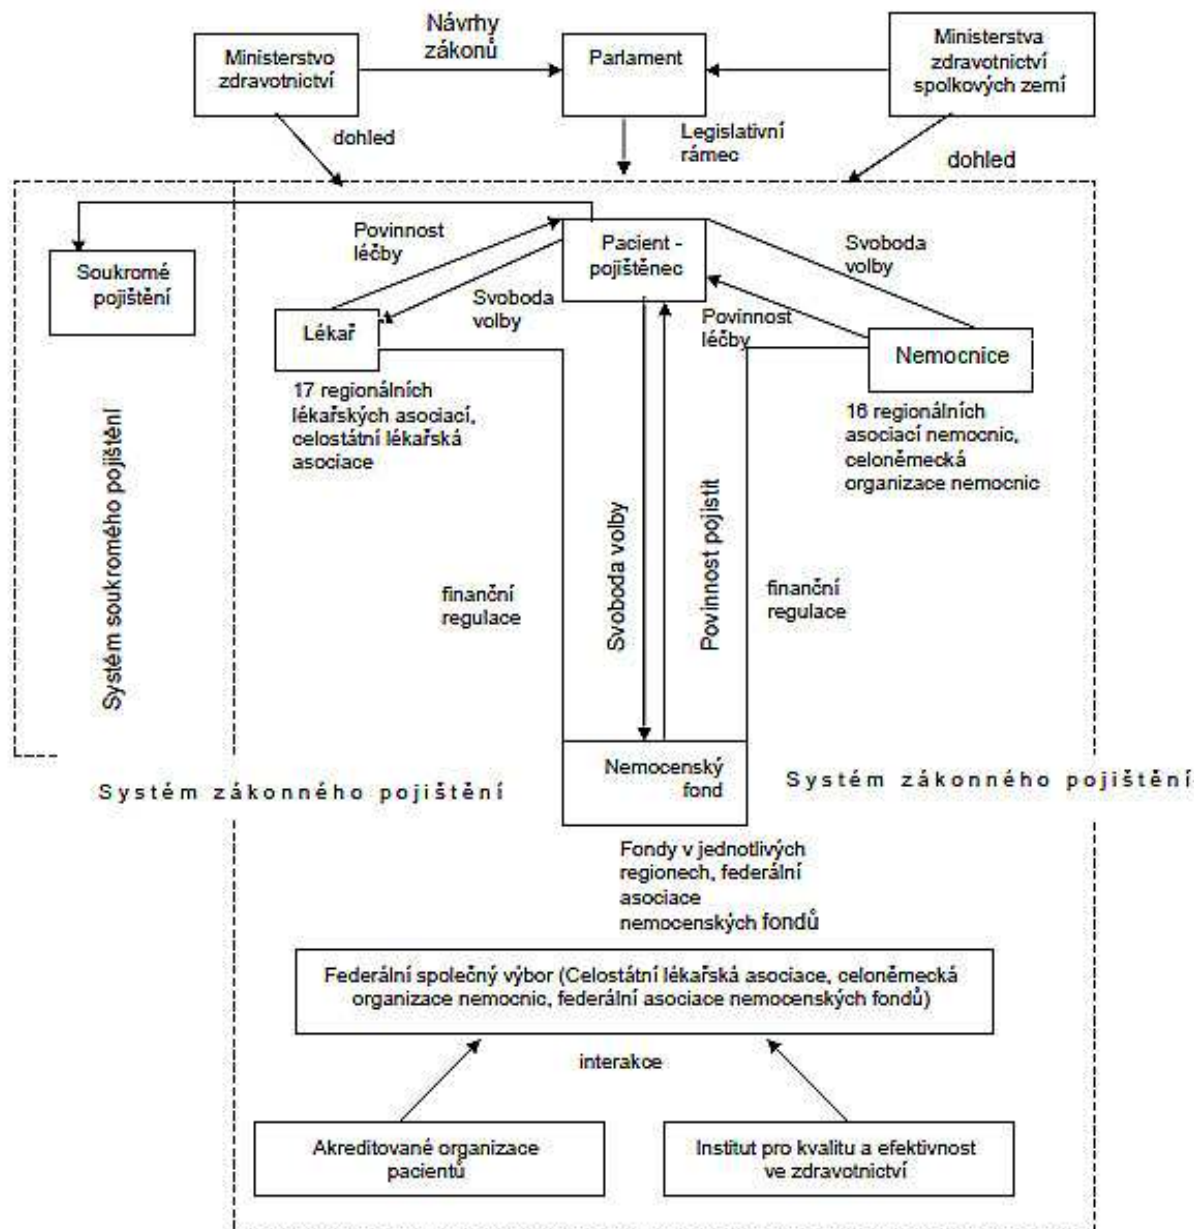 Návrhy
zákonů
Ministerstvo
zdravotnictví
Parlament
Ministerstva
zdravotnictví
spolkových zemí
dohled
Legislativní
rámec
dohled
Povinnost
léčby
Pacient -
pojištěnec
Svoboda
volby
Soukromé
pojištění
Svoboda
volby
Povinnost
léčby
Lékař
Nemocnice
17 regionálních
lékařských asociací,
celostátní lékařská
asociace
16 regionálních
asociací nemocnic,
celoněmecká
organizace nemocnic
Systém soukromého pojištění
Svoboda volby
Povinnost pojistit
finanční
regulace
finanční
regulace
Nemocenský
fond
Systém zákonného pojištění
Systém zákonného pojištění
Fondy v jednotlivých
regionech, federální
asociace
nemocenských fondů
Federální společný výbor (Celostátní lékařská asociace, celoněmecká
organizace nemocnic, federální asociace nemocenských fondů)
interakce
Akreditované organizace
pacientů
Institut pro kvalitu a efektivnost
ve zdravotnictví